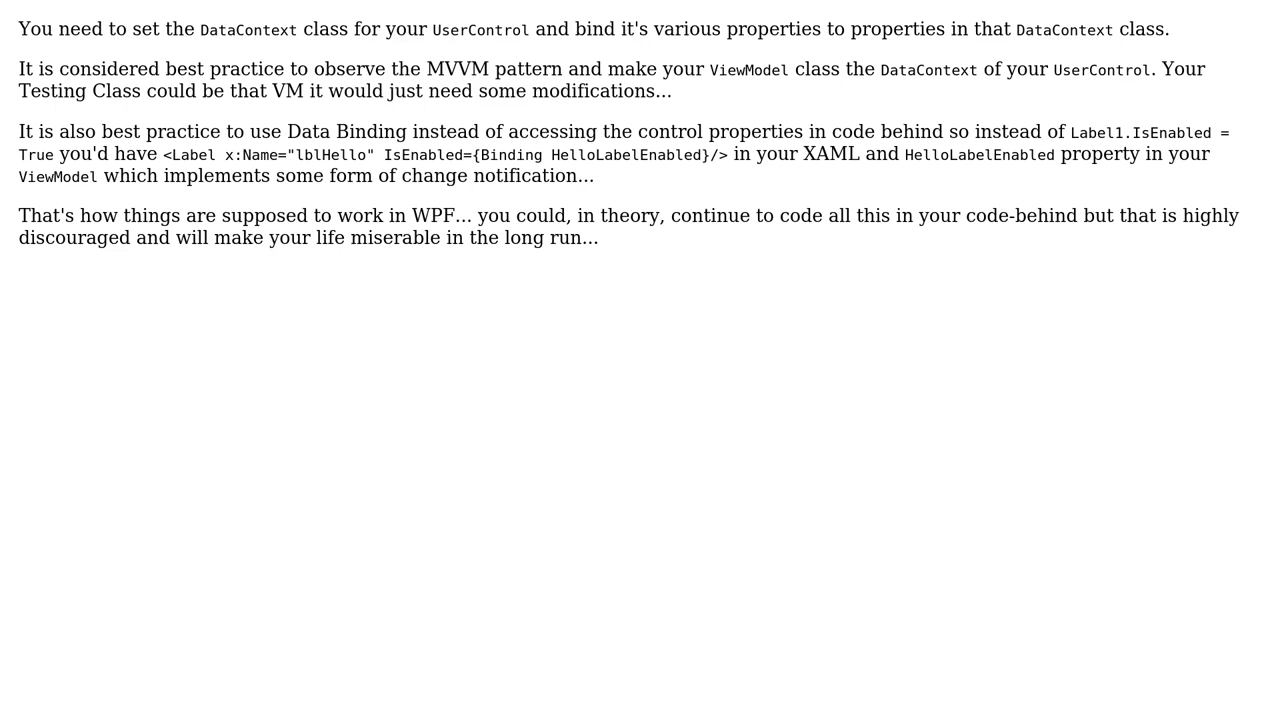 You need to set the DataContext class for your UserControl and bind it's various properties to properties in that DataContext class.
It is considered best practice to observe the MVVM pattern and make your ViewModel class the DataContext of your UserControl. Your
Testing Class could be that VM it would just need some modifications...
It is also best practice to use Data Binding instead of accessing the control properties in code behind so instead of Label1.IsEnabled =
True you'd have <Label x:Name="lblHello" IsEnabled={Binding HelloLabelEnabled}/> in your XAML and HelloLabelEnabled property in your
ViewModel which implements some form of change notification...
That's how things are supposed to work in WPF... you could, in theory, continue to code all this in your code-behind but that is highly
discouraged and will make your life miserable in the long run...